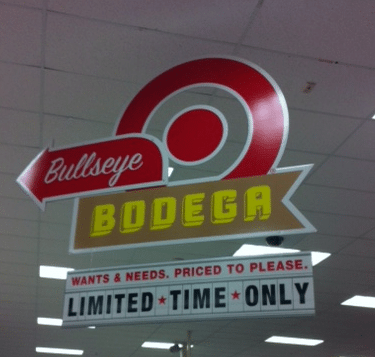 Bullseye
BODEGA
WANTS & NEEDS. PRICED TO PLEASE.
LIMITED★TIME★ONLY